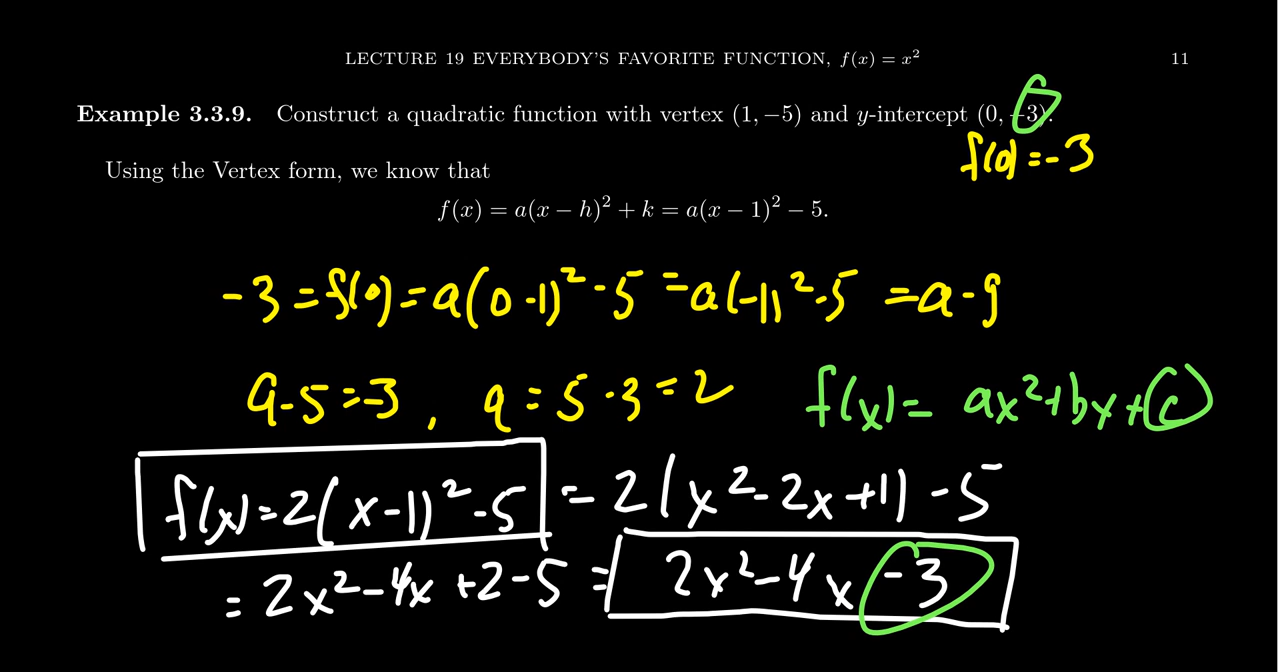 LECTURE 19 EVERYBODY'S FAVORITE FUNCTION, f(x) = x² 11
Example 3.3.9. Construct a quadratic function with vertex (1, −5) and y-intercept (0, −3).
f(0) = -3
Using the Vertex form, we know that
f(x) = a(x − h)² + k = a(x − 1)² − 5.
-3 = f(0) = a(0-1)² - 5 = a(-1)² - 5 = a - 5
a - 5 = -3, a = 5 - 3 = 2
f(x) = ax² + bx + c
f(x) = 2(x-1)² - 5 = 2(x² - 2x + 1) - 5
= 2x² - 4x + 2 - 5 = 2x² - 4x - 3